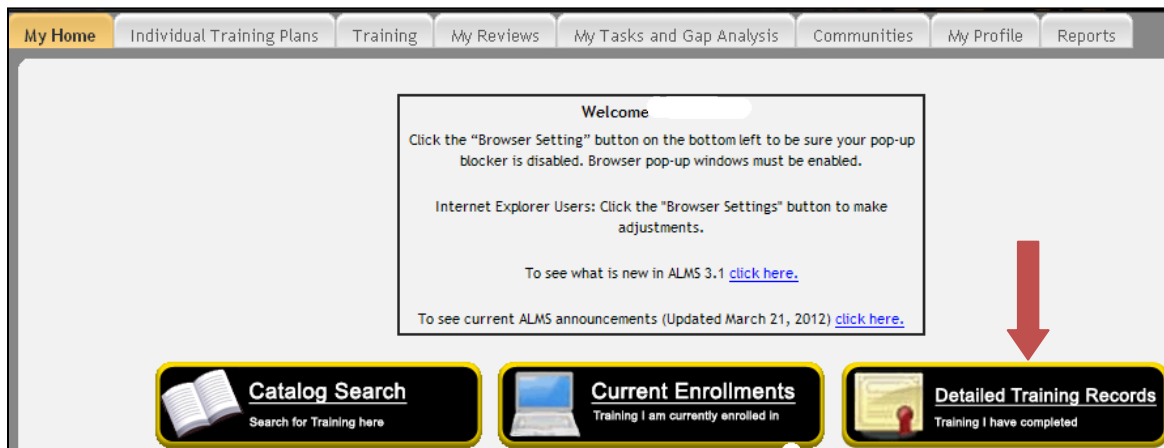 My Home Individual Training Plans Training My Reviews My Tasks and Gap Analysis Communities My Profile Reports
Welcome
Click the “Browser Setting” button on the bottom left to be sure your pop-up
blocker is disabled. Browser pop-up windows must be enabled.
Internet Explorer Users: Click the "Browser Settings" button to make
adjustments.
To see what is new in ALMS 3.1 click here.
To see current ALMS announcements (Updated March 21, 2012) click here.
Catalog Search
Search for Training here
Current Enrollments
Training I am currently enrolled in
Detailed Training Records
Training I have completed